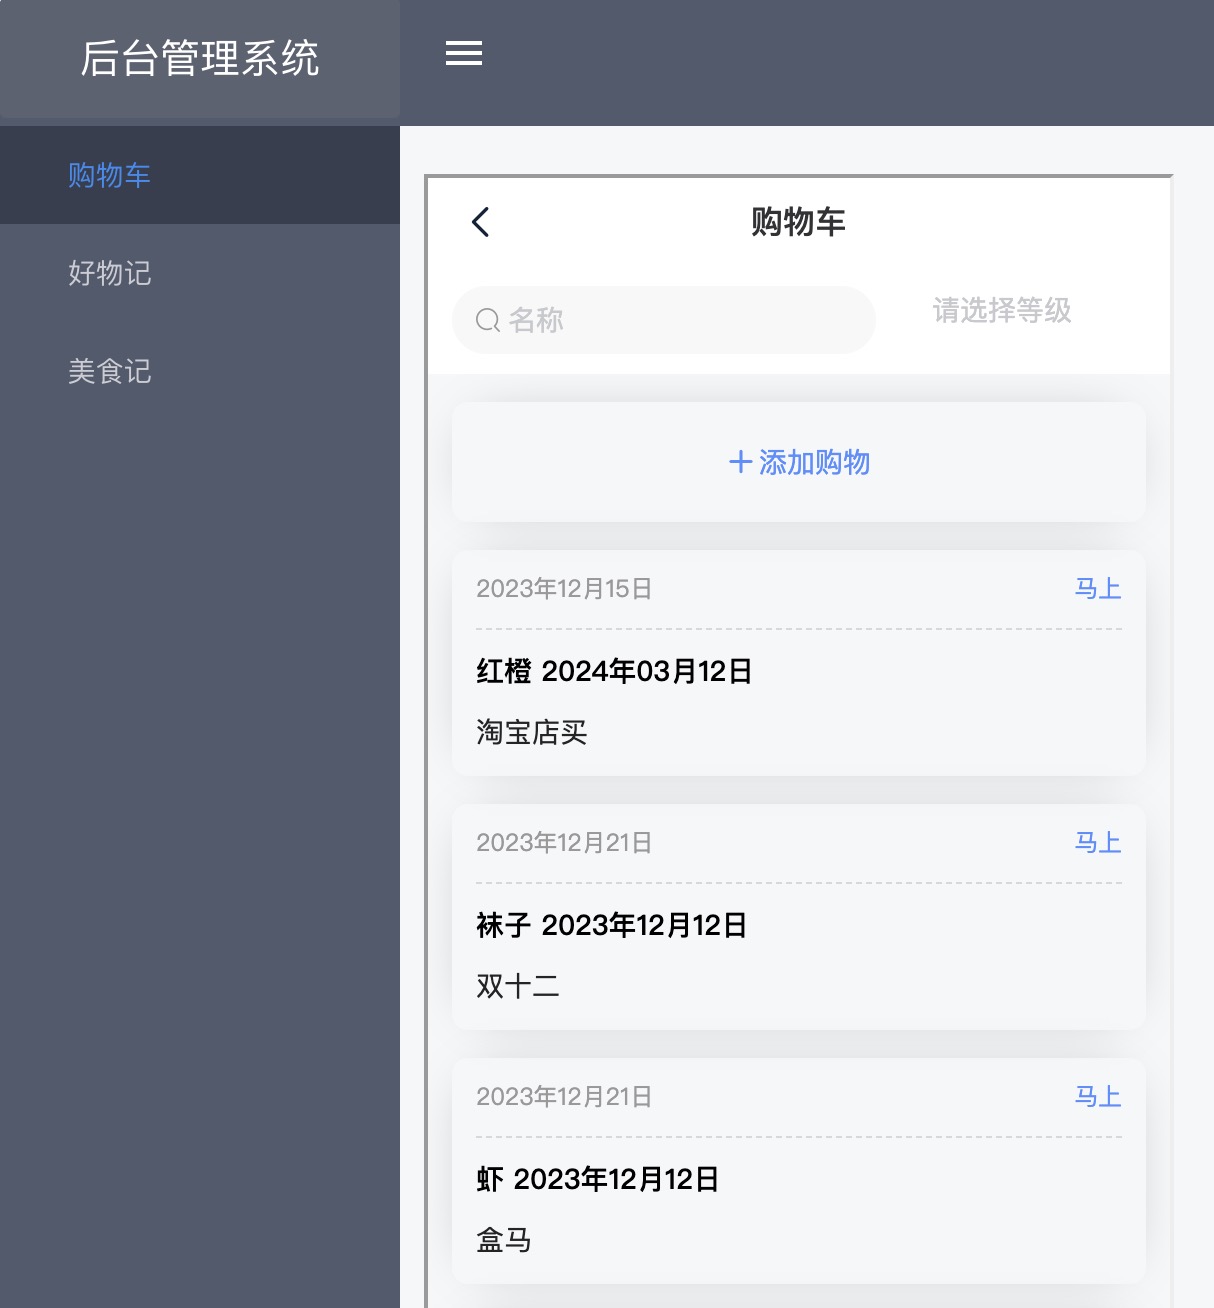 后台管理系统
购物车
好物记
美食记
购物车
名称
请选择等级
添加购物
2023年12月15日
马上
红橙 2024年03月12日
淘宝店买
2023年12月21日
马上
袜子 2023年12月12日
双十二
2023年12月21日
马上
虾 2023年12月12日
盒马